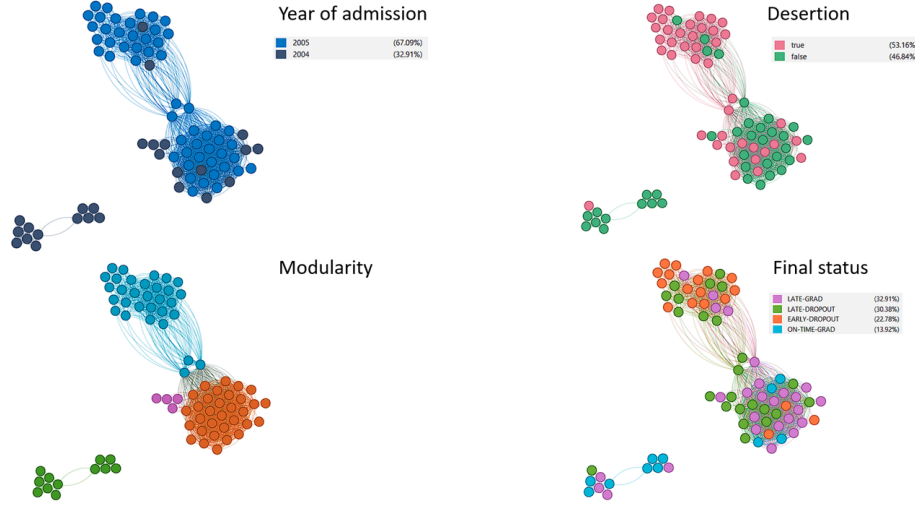 Year of admission
2005 (67.09%)
2004 (32.91%)
Desertion
true (53.16%
false (46.84%
Modularity
Final status
LATE-GRAD (32.91%)
LATE-DROPOUT (30.38%)
EARLY-DROPOUT (22.78%)
ON-TIME-GRAD (13.92%)